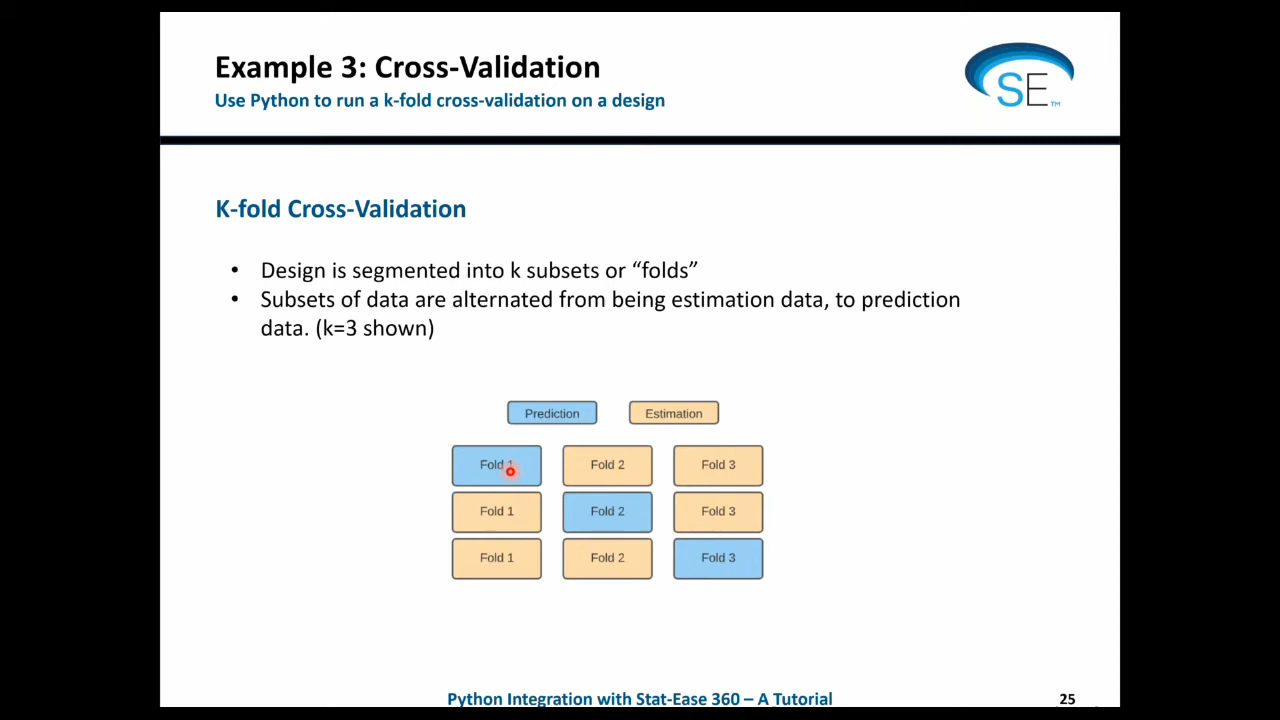 Example 3: Cross-Validation
Use Python to run a k-fold cross-validation on a design
SE™
K-fold Cross-Validation
• Design is segmented into k subsets or “folds”
• Subsets of data are alternated from being estimation data, to prediction
data. (k=3 shown)
Prediction Estimation
Fold 1 Fold 2 Fold 3
Fold 1 Fold 2 Fold 3
Fold 1 Fold 2 Fold 3
Python Integration with Stat-Ease 360 – A Tutorial
25